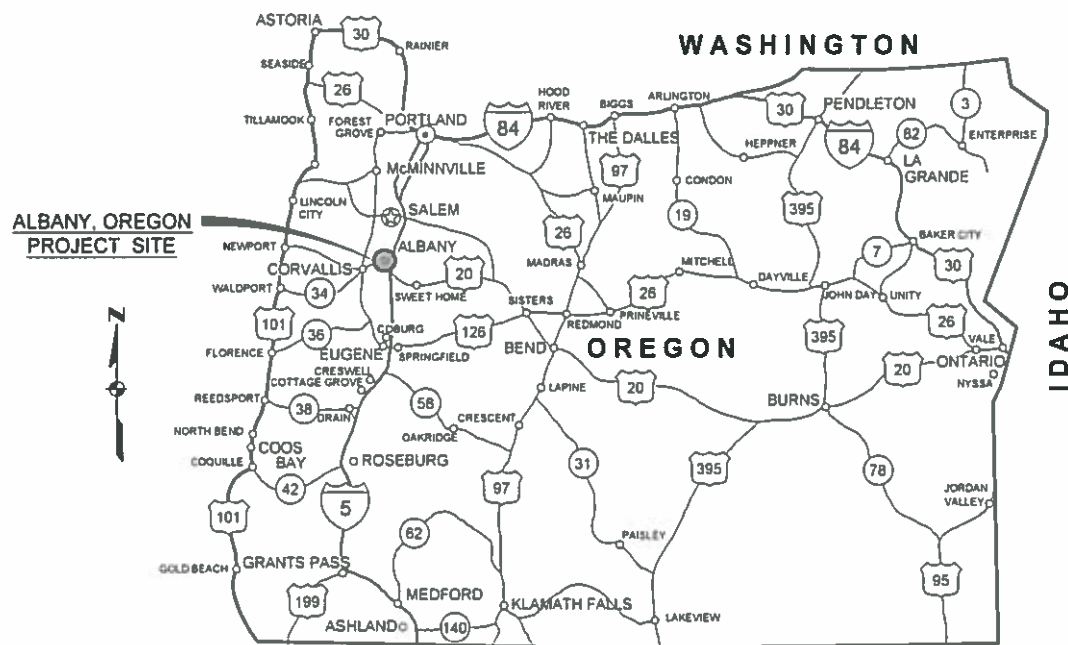 ASTORIA
30
RAINIER
WASHINGTON
SEASIDE
26
HOOD
RIVER
BIGGS
ARLINGTON
30
PENDLETON
3
TILLAMOOK
FOREST
GROVE
PORTLAND
84
THE DALLES
HEPPNER
84
82
ENTERPRISE
LA
GRANDE
McMINNVILLE
97
CONDON
MAUPIN
LINCOLN
CITY
SALEM
19
395
ALBANY, OREGON
PROJECT SITE
26
NEWPORT
ALBANY
7
BAKER CITY
CORVALLIS
20
MADRAS
MITCHELL
DAYVILLE
30
WALDPORT
34
SWEET HOME
SISTERS
26
JOHN DAY
UNITY
N
101
36
COBURG
126
REDMOND
PRINEVILLE
395
26
VALE
FLORENCE
EUGENE
SPRINGFIELD
BEND
OREGON
20
ONTARIO
NYSSA
IDAHO
CRESWELL
COTTAGE GROVE
LAPINE
20
REEDSPORT
38
DRAIN
58
CRESCENT
BURNS
OAKRIDGE
NORTH BEND
COOS
BAY
COQUILLE
ROSEBURG
31
395
78
42
97
5
JORDAN
VALLEY
101
62
PAISLEY
GOLD BEACH
GRANTS PASS
95
199
MEDFORD
KLAMATH FALLS
ASHLAND
140
LAKEVIEW